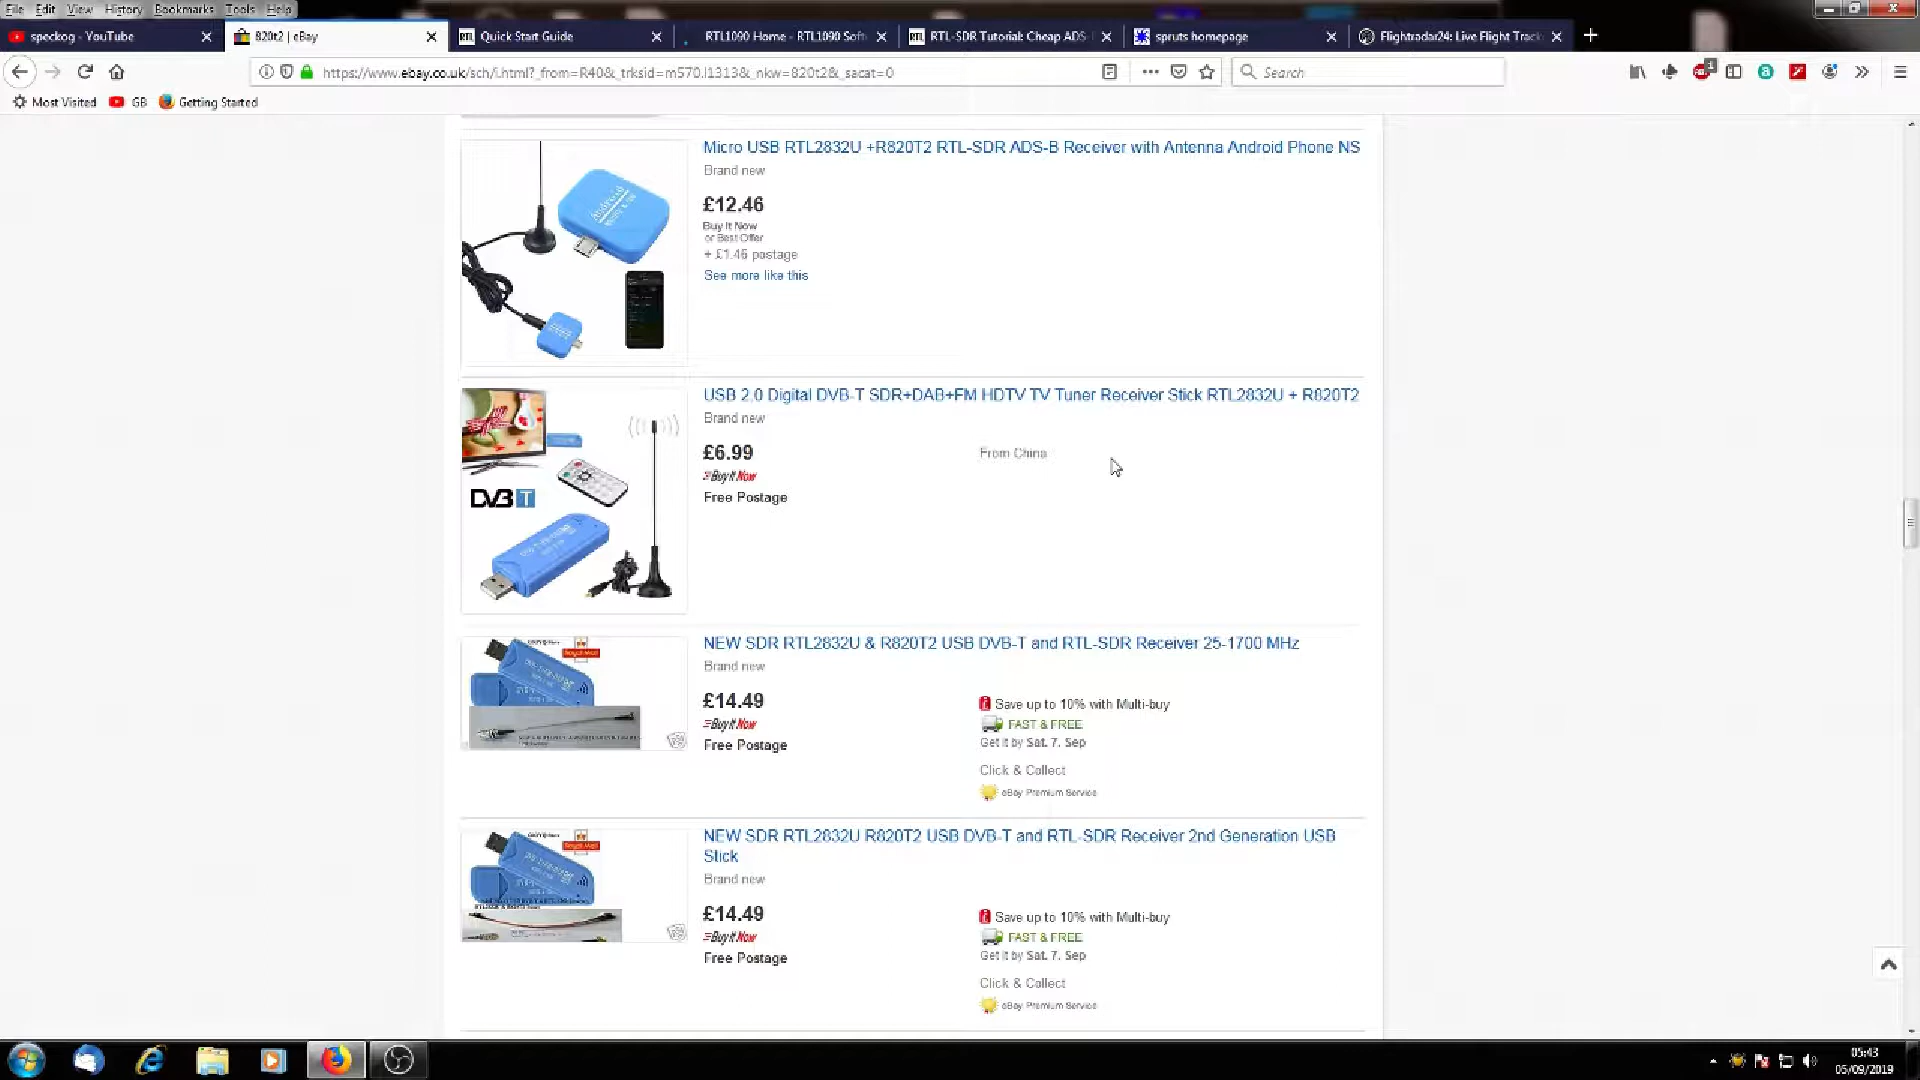 File Edit View History Bookmarks Tools Help
speckog - YouTube
820t2 | eBay
RTL Quick Start Guide
RTL1090 Home - RTL1090 Soft
RTL RTL-SDR Tutorial: Cheap ADS-
spruts homepage
Flightradar24: Live Flight Track
https://www.ebay.co.uk/sch/i.html?_from=R40&_trksid=m570.l1313&_nkw=820t2&_sacat=0
Search
1
Most Visited GB Getting Started
Micro USB RTL2832U +R820T2 RTL-SDR ADS-B Receiver with Antenna Android Phone NS
Brand new
£12.46
Buy It Now
or Best Offer
+ £1.46 postage
See more like this
USB 2.0 Digital DVB-T SDR+DAB+FM HDTV TV Tuner Receiver Stick RTL2832U + R820T2
Brand new
£6.99
From China
Buy It Now
Free Postage
DVB T
NEW SDR RTL2832U & R820T2 USB DVB-T and RTL-SDR Receiver 25-1700 MHz
Brand new
£14.49
Buy It Now
Free Postage
Save up to 10% with Multi-buy
FAST & FREE
Get it by Sat. 7. Sep
Click & Collect
eBay Premium Service
Royal Mail
NEW SDR RTL2832U R820T2 USB DVB-T and RTL-SDR Receiver 2nd Generation USB
Stick
Brand new
£14.49
Buy It Now
Free Postage
Save up to 10% with Multi-buy
FAST & FREE
Get it by Sat. 7. Sep
Click & Collect
eBay Premium Service
Royal Mail
05:43
05/09/2019